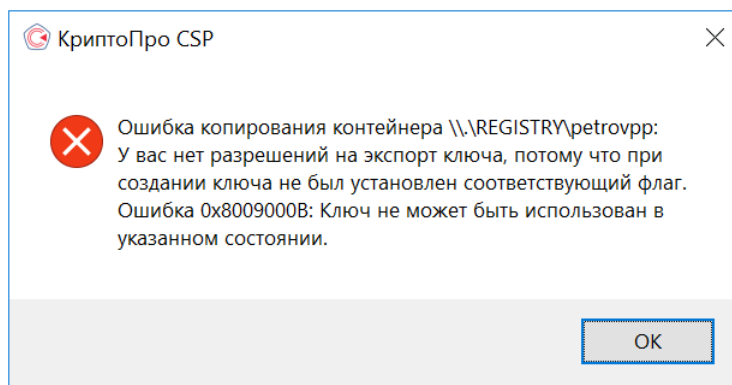 КриптоПро CSP
Ошибка копирования контейнера \\.\REGISTRY\petrovpp:
У вас нет разрешений на экспорт ключа, потому что при
создании ключа не был установлен соответствующий флаг.
Ошибка 0x8009000B: Ключ не может быть использован в
указанном состоянии.
ОК